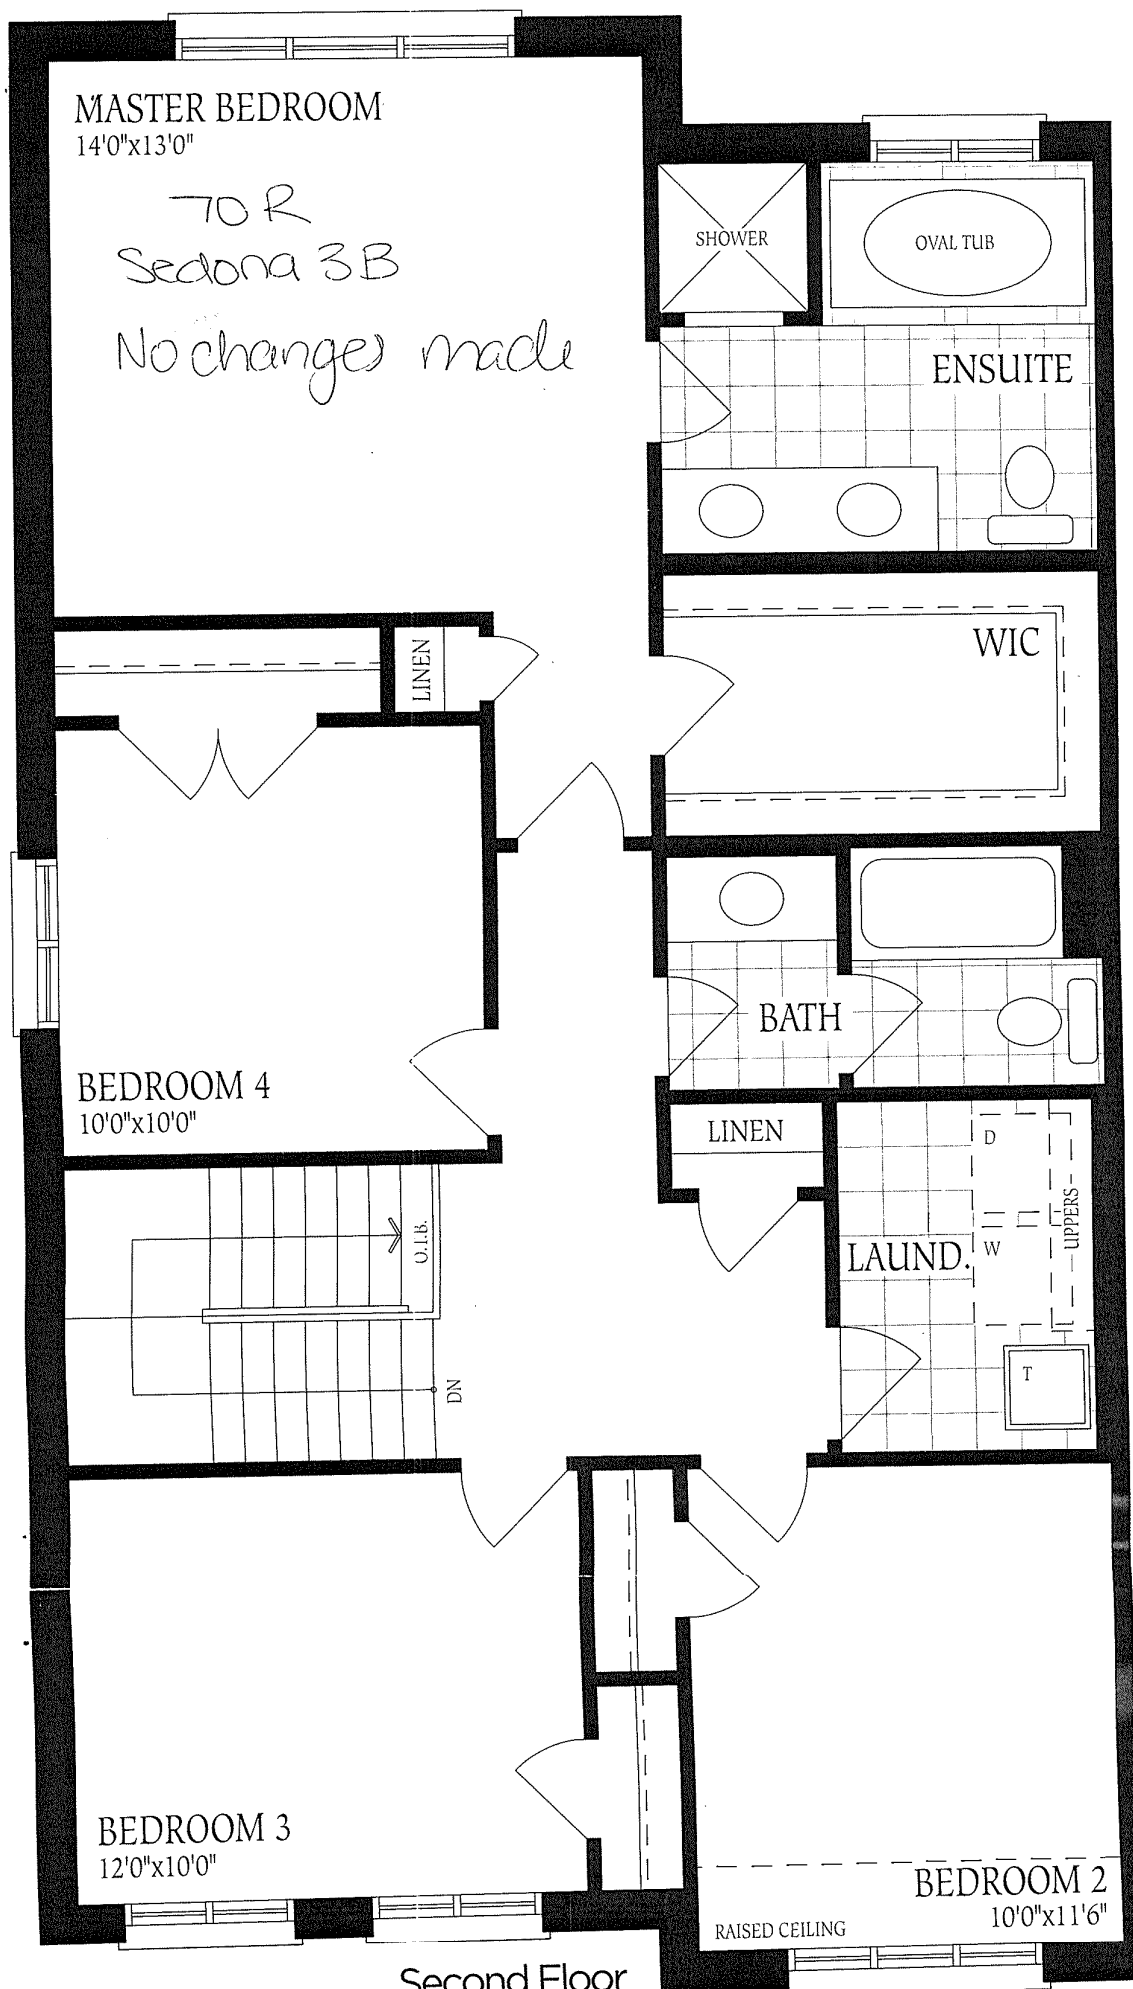 MASTER BEDROOM
14'0"x13'0"
70 R
Sedona 3B
No changes made
SHOWER
OVAL TUB
ENSUITE
WIC
LINEN
BEDROOM 4
10'0"x10'0"
BATH
LINEN
D
UPPERS
W
LAUND.
T
O.T.B.
DN
BEDROOM 3
12'0"x10'0"
BEDROOM 2
10'0"x11'6"
RAISED CEILING
Second Floor